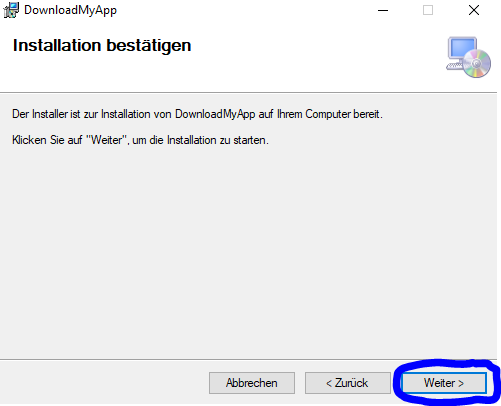 DownloadMyApp
Installation bestätigen
Der Installer ist zur Installation von DownloadMyApp auf Ihrem Computer bereit.
Klicken Sie auf "Weiter", um die Installation zu starten.
Abbrechen
< Zurück
Weiter >